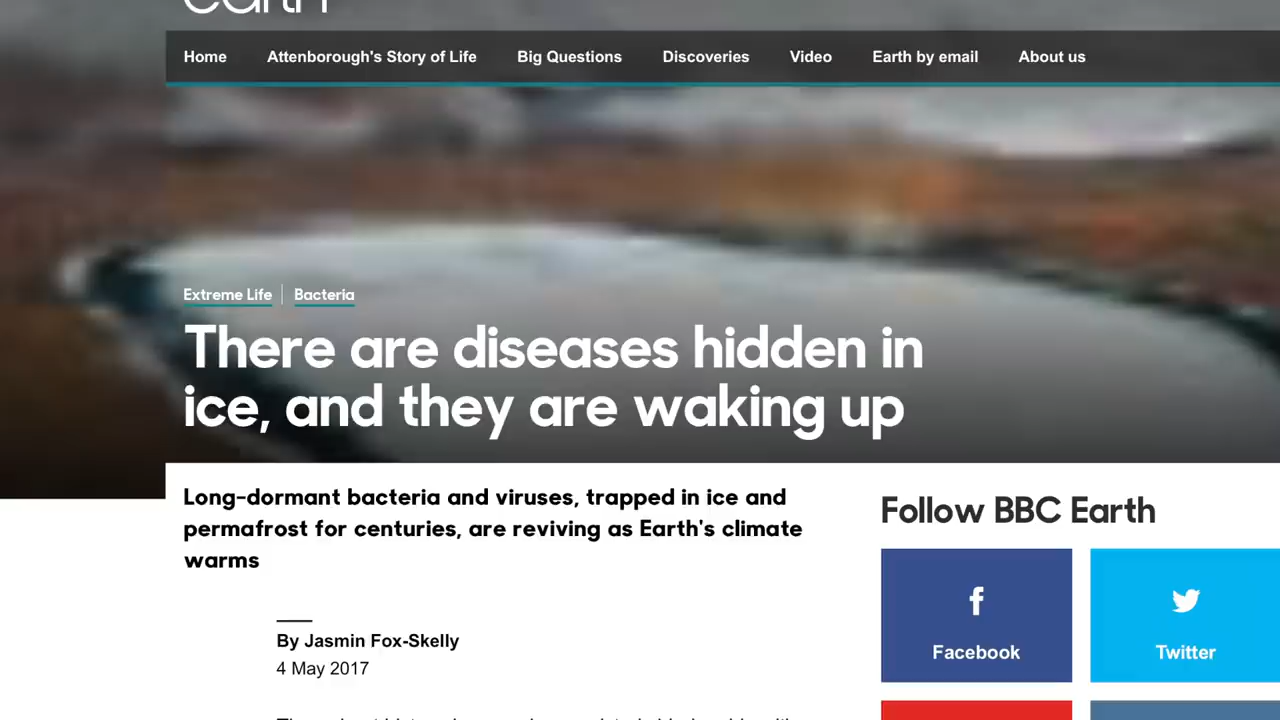 earth
Home Attenborough's Story of Life Big Questions Discoveries Video Earth by email About us
Extreme Life Bacteria
There are diseases hidden in
ice, and they are waking up
Long-dormant bacteria and viruses, trapped in ice and
permafrost for centuries, are reviving as Earth's climate
warms
Follow BBC Earth
Facebook Twitter
By Jasmin Fox-Skelly
4 May 2017